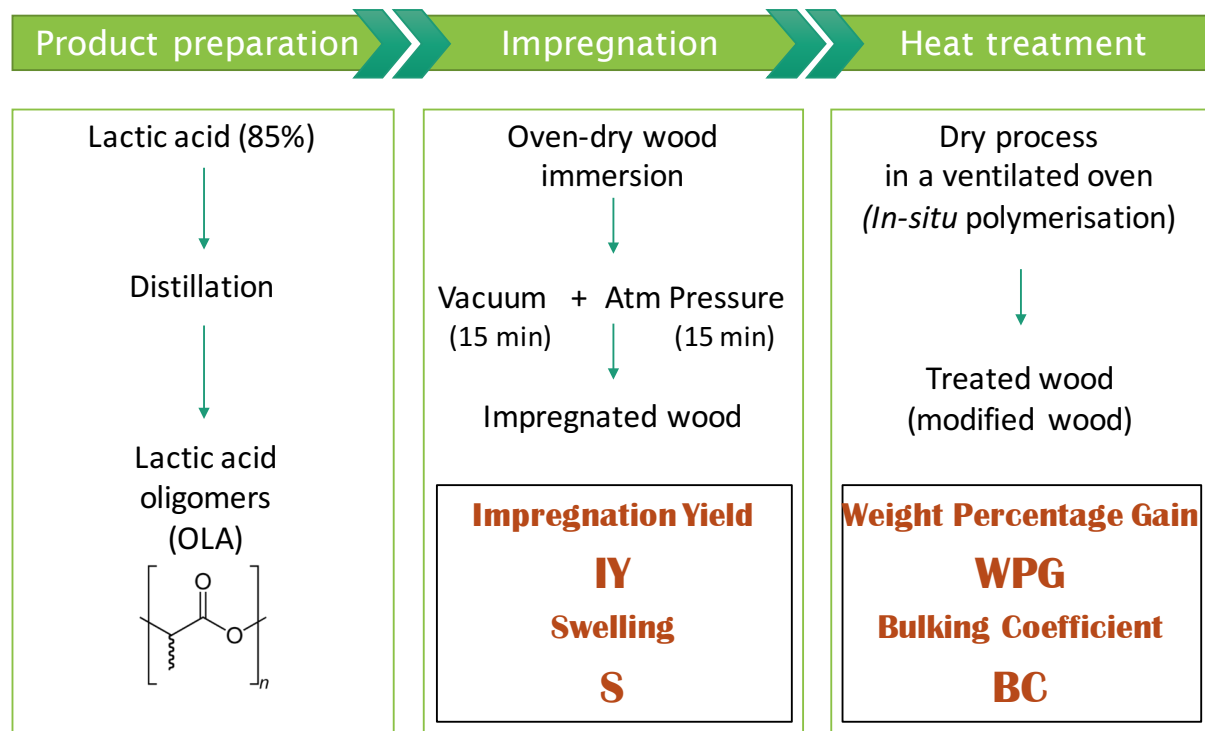 Product preparation
Impregnation
Heat treatment
Lactic acid (85%)
Distillation
Lactic acid
oligomers
(OLA)
O
O
n
Oven-dry wood
immersion
Vacuum + Atm Pressure
(15 min) (15 min)
Impregnated wood
Impregnation Yield
IY
Swelling
S
Dry process
in a ventilated oven
(In-situ polymerisation)
Treated wood
(modified wood)
Weight Percentage Gain
WPG
Bulking Coefficient
BC